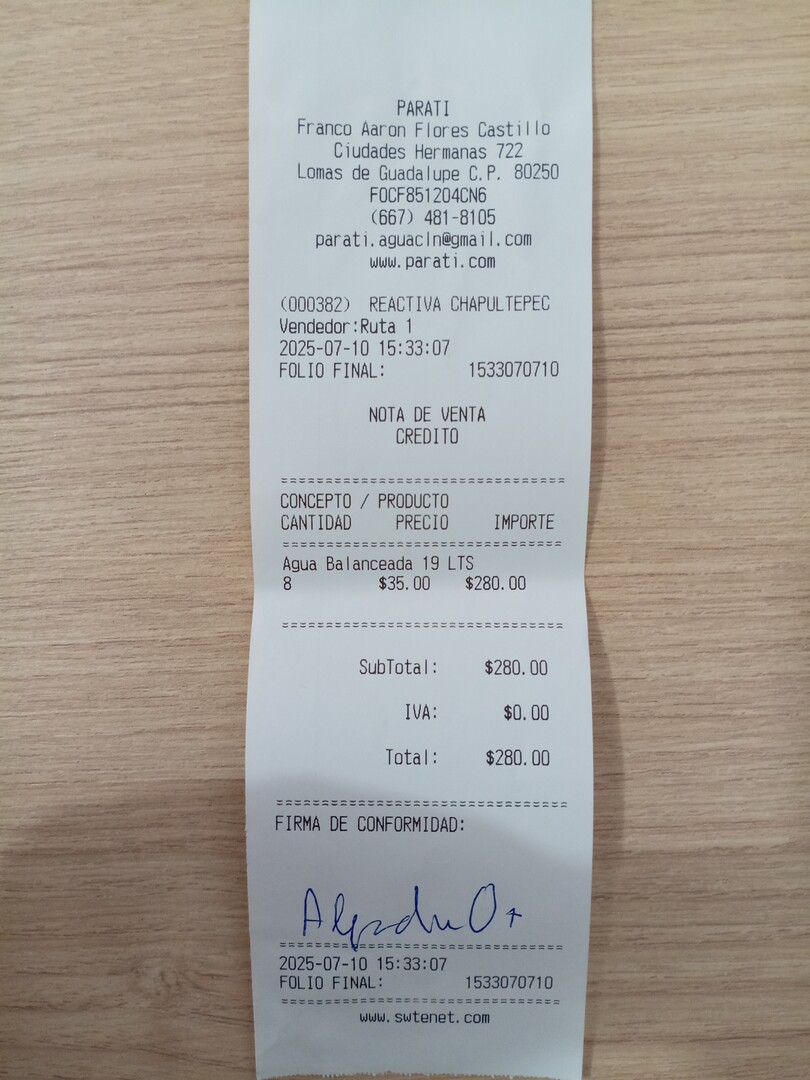 PARATI
Franco Aaron Flores Castillo
Ciudades Hermanas 722
Lomas de Guadalupe C.P. 80250
FOCF851204CN6
(667) 481-8105
parati.aguacln@gmail.com
www.parati.com
(000382) REACTIVA CHAPULTEPEC
Vendedor:Ruta 1
2025-07-10 15:33:07
FOLIO FINAL: 1533070710
NOTA DE VENTA
CREDITO
================================
CONCEPTO / PRODUCTO
CANTIDAD PRECIO IMPORTE
================================
Agua Balanceada 19 LTS
8 $35.00 $280.00
================================
SubTotal: $280.00
IVA: $0.00
Total: $280.00
================================
FIRMA DE CONFORMIDAD:
================================
2025-07-10 15:33:07
FOLIO FINAL: 1533070710
================================
www.swtenet.com